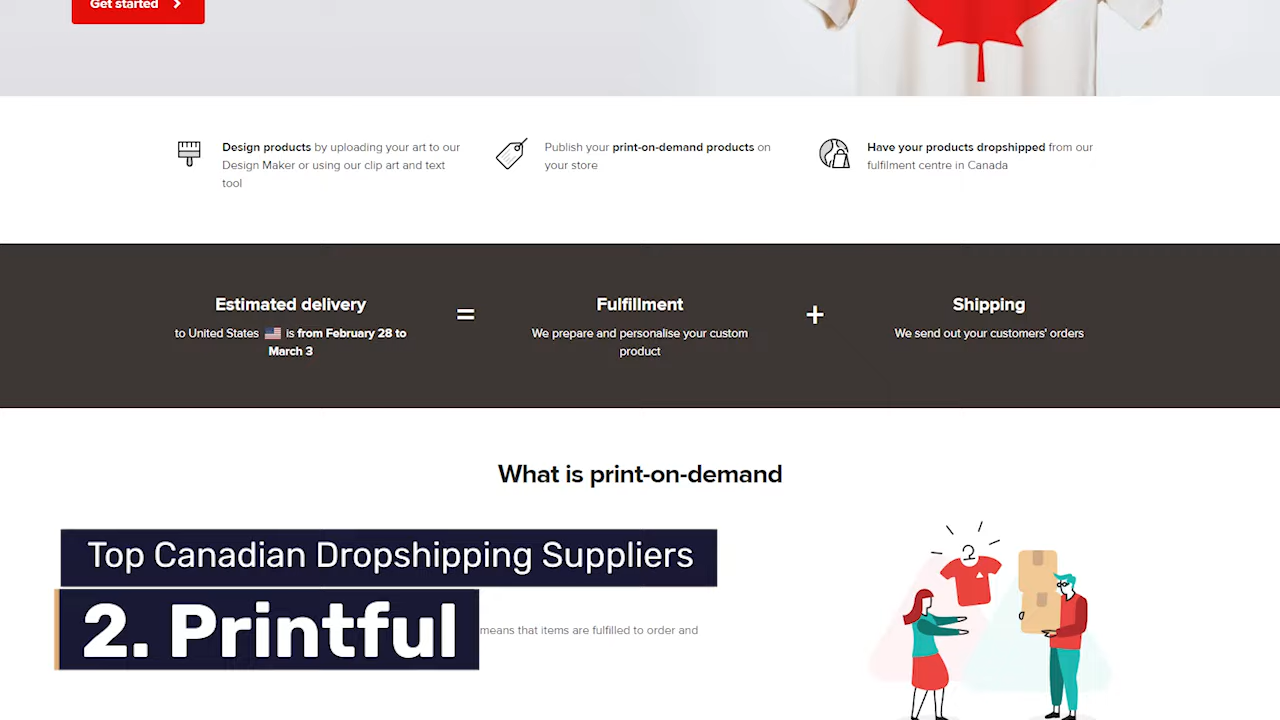 Get started
Design products by uploading your art to our
Design Maker or using our clip art and text
tool
Publish your print-on-demand products on
your store
Have your products dropshipped from our
fulfilment centre in Canada
Estimated delivery
to United States is from February 28 to
March 3
=
Fulfillment
We prepare and personalise your custom
product
+
Shipping
We send out your customers' orders
What is print-on-demand
Top Canadian Dropshipping Suppliers
2. Printful
means that items are fulfilled to order and